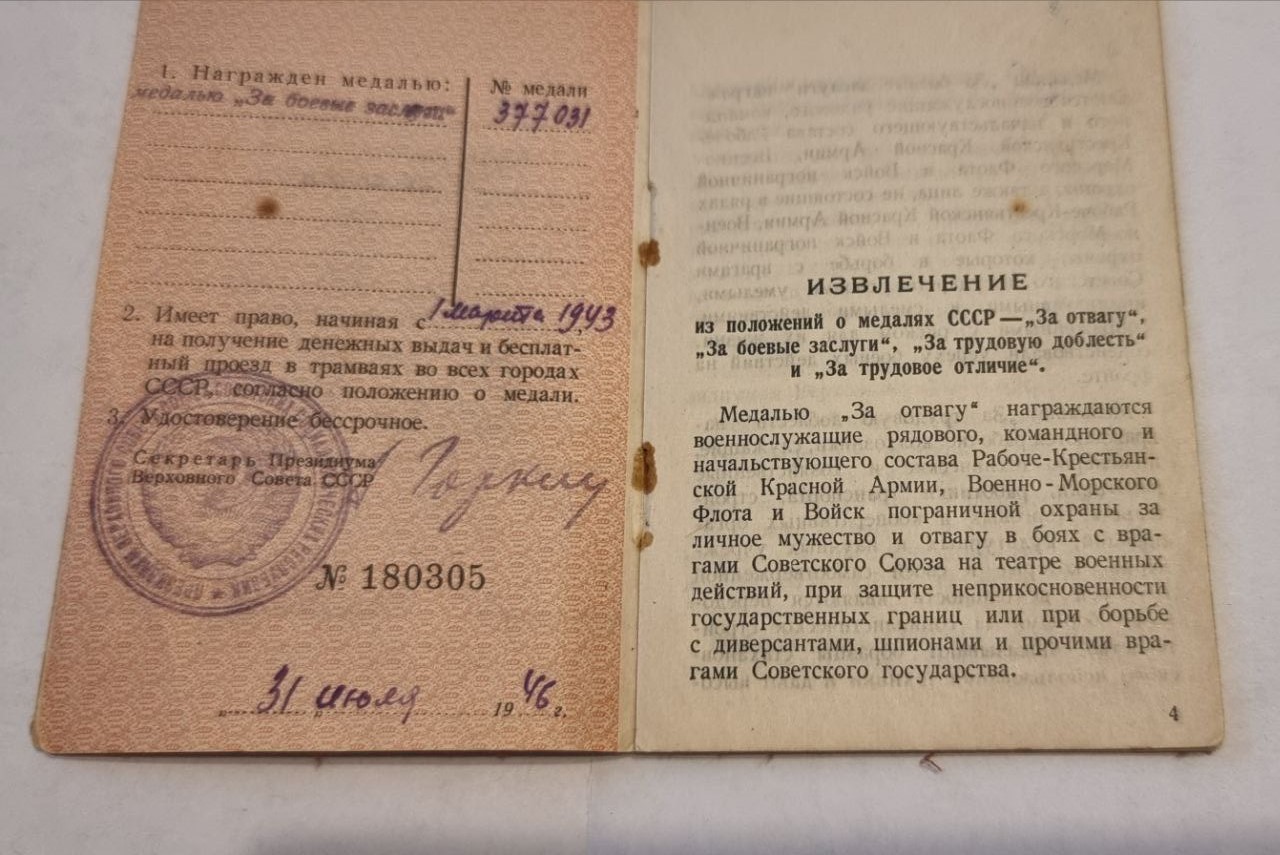 1. Награжден медалью:
№ медали
медалью „За боевые заслуги“
377031
2. Имеет право, начиная с 1 марта 1943
на получение денежных выдач и бесплат-
ный проезд в трамваях во всех городах
СССР, согласно положению о медали.
3. Удостоверение бессрочное.
Секретарь Президиума
Верховного Совета СССР
Горкин
№ 180305
„31 „ июля 1946 г.
ИЗВЛЕЧЕНИЕ
из положений о медалях СССР — „За отвагу“,
„За боевые заслуги“, „За трудовую доблесть“
и „За трудовое отличие“.
Медалью „За отвагу“ награждаются
военнослужащие рядового, командного и
начальствующего состава Рабоче-Крестьян-
ской Красной Армии, Военно-Морского
Флота и Войск пограничной охраны за
личное мужество и отвагу в боях с вра-
гами Советского Союза на театре военных
действий, при защите неприкосновенности
государственных границ или при борьбе
с диверсантами, шпионами и прочими вра-
гами Советского государства.
4